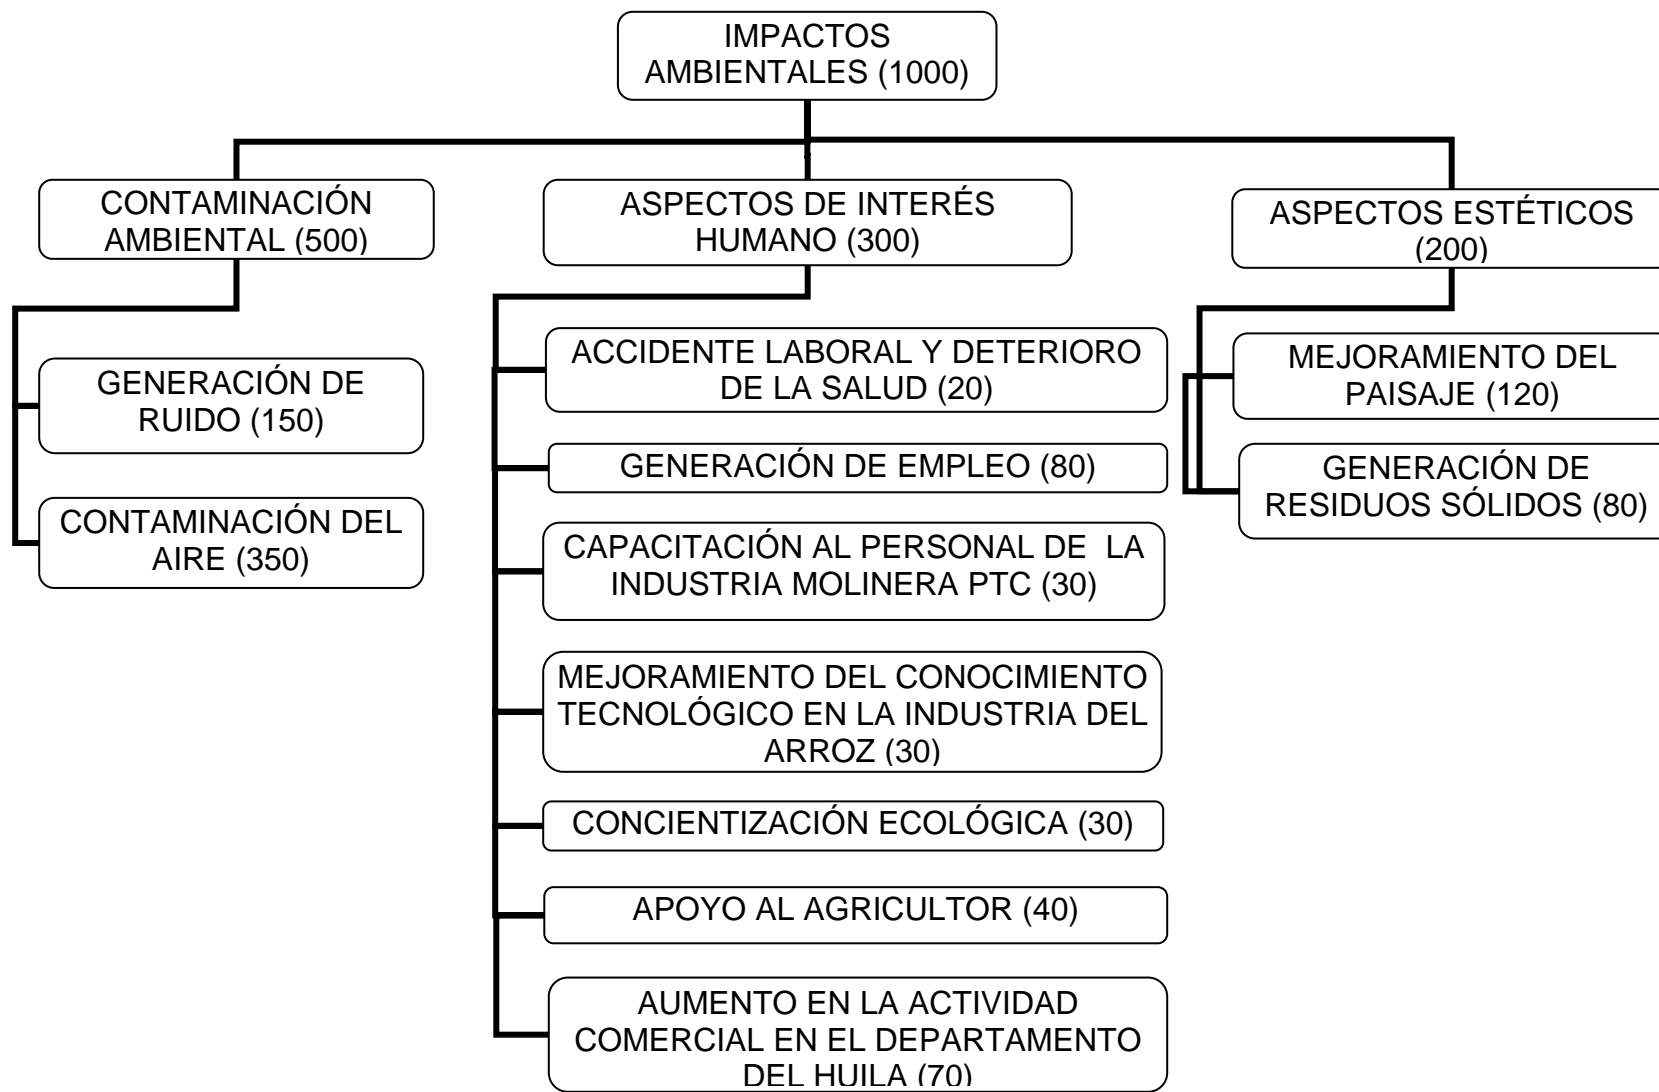 IMPACTOS
AMBIENTALES (1000)
CONTAMINACIÓN
AMBIENTAL (500)
GENERACIÓN DE
RUIDO (150)
CONTAMINACIÓN DEL
AIRE (350)
ASPECTOS DE INTERÉS
HUMANO (300)
ACCIDENTE LABORAL Y DETERIORO
DE LA SALUD (20)
GENERACIÓN DE EMPLEO (80)
CAPACITACIÓN AL PERSONAL DE  LA
INDUSTRIA MOLINERA PTC (30)
MEJORAMIENTO DEL CONOCIMIENTO
TECNOLÓGICO EN LA INDUSTRIA DEL
ARROZ (30)
CONCIENTIZACIÓN ECOLÓGICA (30)
APOYO AL AGRICULTOR (40)
AUMENTO EN LA ACTIVIDAD
COMERCIAL EN EL DEPARTAMENTO
DEL HUILA (70)
ASPECTOS ESTÉTICOS
(200)
MEJORAMIENTO DEL
PAISAJE (120)
GENERACIÓN DE
RESIDUOS SÓLIDOS (80)